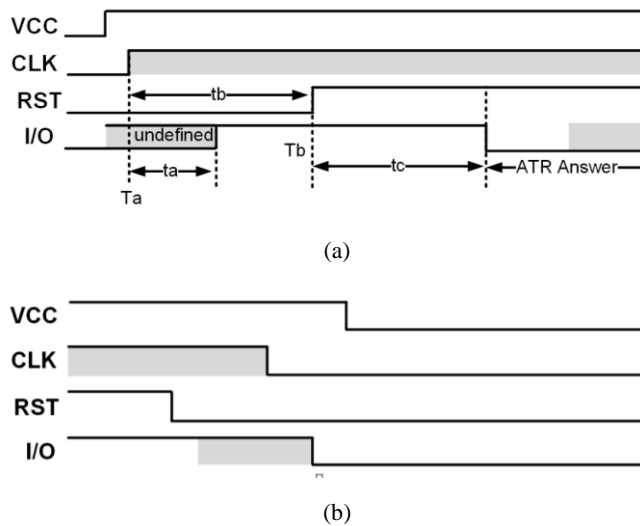 VCC
CLK
tb
RST
undefined
I/O
Tb
ta
tc
ATR Answer
Ta
(a)
VCC
CLK
RST
I/O
(b)